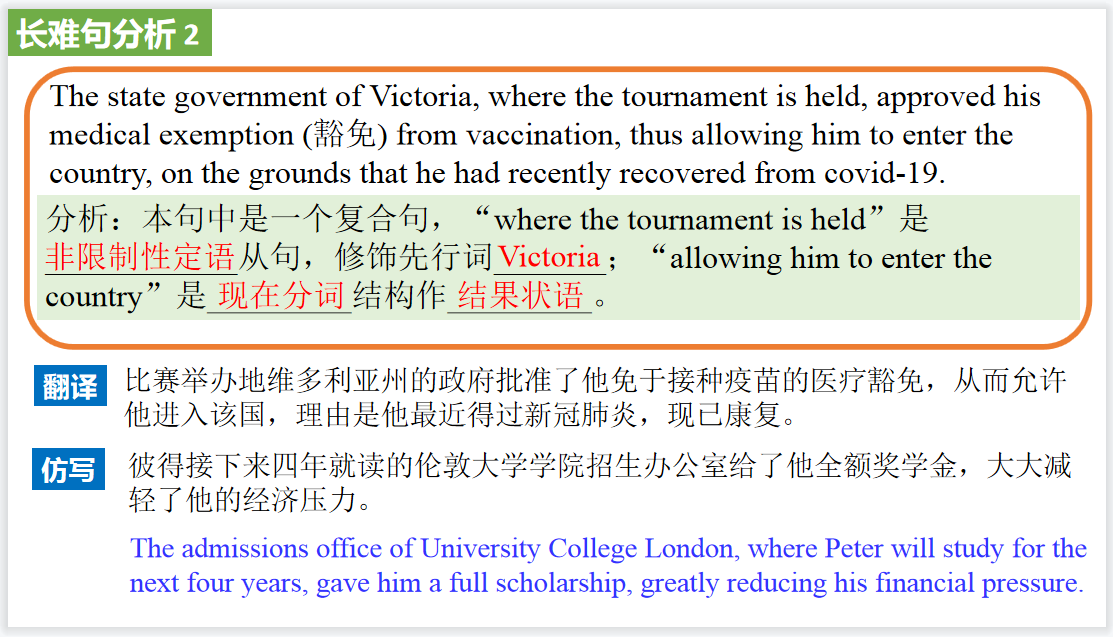 长难句分析 2
The state government of Victoria, where the tournament is held, approved his
medical exemption (豁免) from vaccination, thus allowing him to enter the
country, on the grounds that he had recently recovered from covid-19.
分析：本句中是一个复合句，“where the tournament is held”是
非限制性定语从句，修饰先行词Victoria；“allowing him to enter the
country”是 现在分词 结构作 结果状语 。
翻译 比赛举办地维多利亚州的政府批准了他免于接种疫苗的医疗豁免，从而允许
他进入该国，理由是他最近得过新冠肺炎，现已康复。
仿写 彼得接下来四年就读的伦敦大学学院招生办公室给了他全额奖学金，大大减
轻了他的经济压力。
The admissions office of University College London, where Peter will study for the
next four years, gave him a full scholarship, greatly reducing his financial pressure.